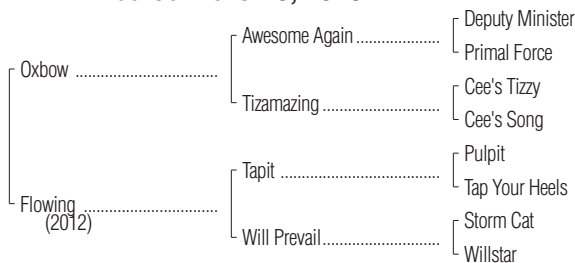 Deputy Minister
Awesome Again
Primal Force
Oxbow
Cee's Tizzy
Tizamazing
Cee's Song
Pulpit
Tapit
Tap Your Heels
Flowing
(2012)
Storm Cat
Will Prevail
Willstar